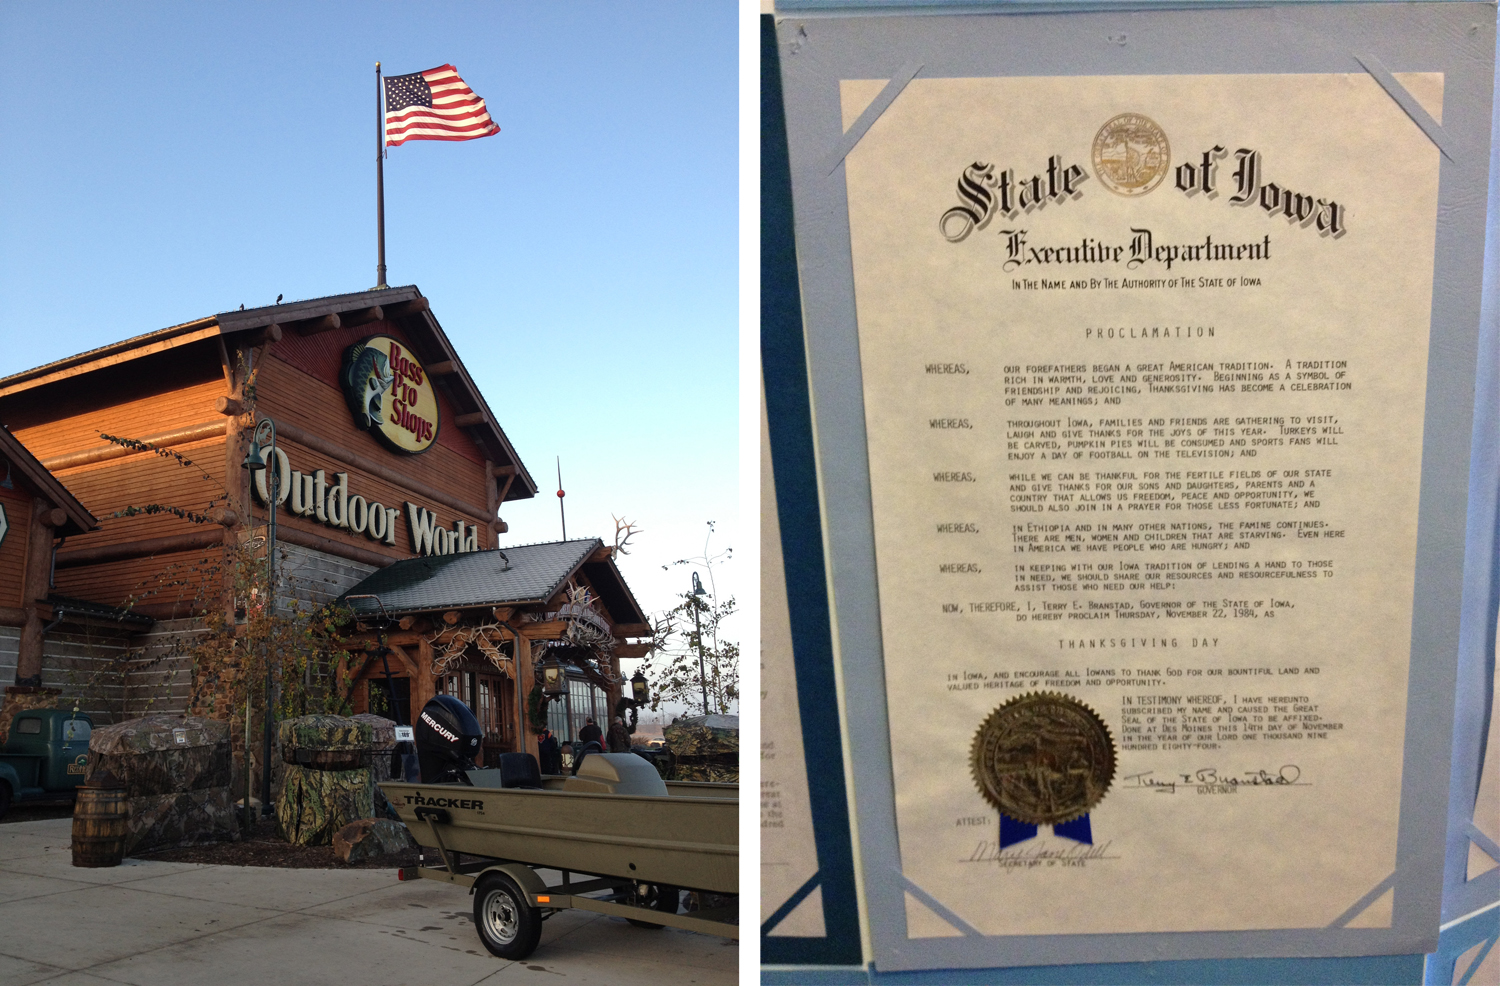 Bass
Pro
Shops
Outdoor World
MERCURY
TRACKER
State of Iowa
Executive Department
IN THE NAME AND BY THE AUTHORITY OF THE STATE OF IOWA
PROCLAMATION
WHEREAS, OUR FOREFATHERS BEGAN A GREAT AMERICAN TRADITION. A TRADITION
RICH IN WARMTH, LOVE AND GENEROSITY. BEGINNING AS A SYMBOL OF
FRIENDSHIP AND REJOICING, THANKSGIVING HAS BECOME A CELEBRATION
OF MANY MEANINGS; AND
WHEREAS, THROUGHOUT IOWA, FAMILIES AND FRIENDS ARE GATHERING TO VISIT,
LAUGH AND GIVE THANKS FOR THE JOYS OF THIS YEAR. TURKEYS WILL
BE CARVED, PUMPKIN PIES WILL BE CONSUMED AND SPORTS FANS WILL
ENJOY A DAY OF FOOTBALL ON THE TELEVISION; AND
WHEREAS, WHILE WE CAN BE THANKFUL FOR THE FERTILE FIELDS OF OUR STATE
AND GIVE THANKS FOR OUR SONS AND DAUGHTERS, PARENTS AND A
COUNTRY THAT ALLOWS US FREEDOM, PEACE AND OPPORTUNITY, WE
SHOULD ALSO JOIN IN A PRAYER FOR THOSE LESS FORTUNATE; AND
WHEREAS, IN ETHIOPIA AND IN MANY OTHER NATIONS, THE FAMINE CONTINUES.
THERE ARE MEN, WOMEN AND CHILDREN THAT ARE STARVING. EVEN HERE
IN AMERICA WE HAVE PEOPLE WHO ARE HUNGRY; AND
WHEREAS, IN KEEPING WITH OUR IOWA TRADITION OF LENDING A HAND TO THOSE
IN NEED, WE SHOULD SHARE OUR RESOURCES AND RESOURCEFULNESS TO
ASSIST THOSE WHO NEED OUR HELP:
NOW, THEREFORE, I, TERRY E. BRANSTAD, GOVERNOR OF THE STATE OF IOWA,
DO HEREBY PROCLAIM THURSDAY, NOVEMBER 22, 1984, AS
THANKSGIVING DAY
IN IOWA, AND ENCOURAGE ALL IOWANS TO THANK GOD FOR OUR BOUNTIFUL LAND AND
VALUED HERITAGE OF FREEDOM AND OPPORTUNITY.
IN TESTIMONY WHEREOF, I HAVE HEREUNTO
SUBSCRIBED MY NAME AND CAUSED THE GREAT
SEAL OF THE STATE OF IOWA TO BE AFFIXED.
DONE AT DES MOINES THIS 14TH DAY OF NOVEMBER
IN THE YEAR OF OUR LORD ONE THOUSAND NINE
HUNDRED EIGHTY-FOUR.
Terry E Branstad
GOVERNOR
ATTEST:
Mary Jane Odell
SECRETARY OF STATE